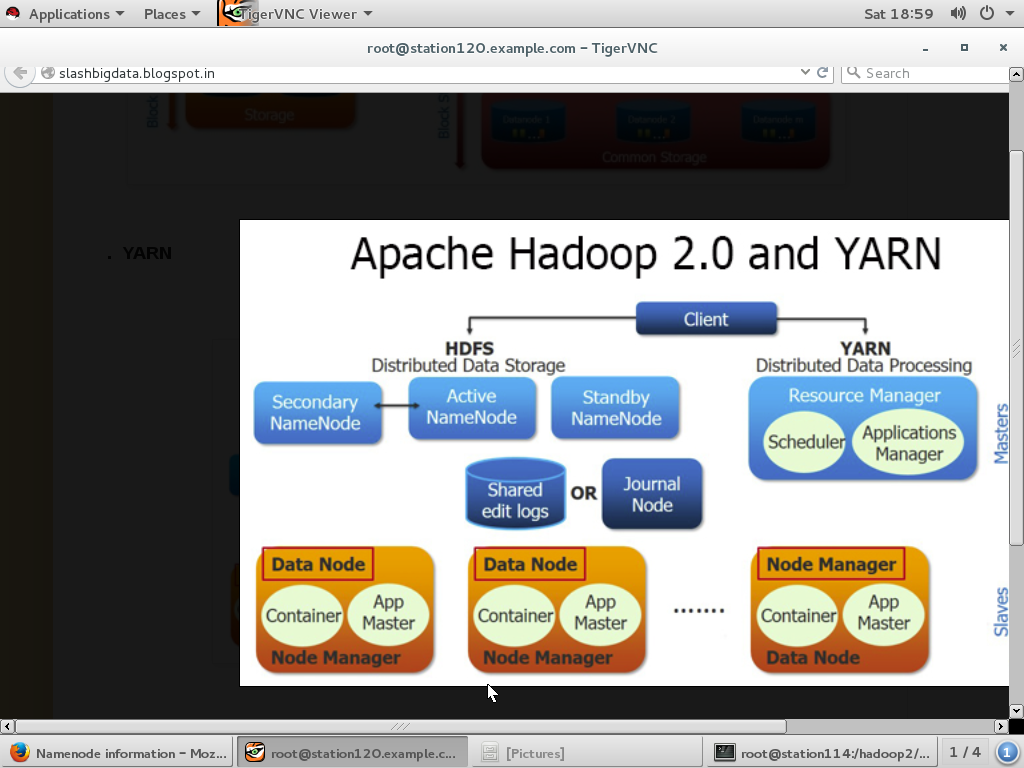 Applications Places TigerVNC Viewer Sat 18:59
root@station120.example.com – TigerVNC
slashbigdata.blogspot.in Search
Block
Storage
Block S
Datanode 1 Datanode 2 Datanode m
Common Storage
. YARN
Apache Hadoop 2.0 and YARN
Client
HDFS
Distributed Data Storage
YARN
Distributed Data Processing
Secondary
NameNode
Active
NameNode
Standby
NameNode
Resource Manager
Scheduler
Applications
Manager
Masters
Shared
edit logs
OR
Journal
Node
Data Node
Container
App
Master
Node Manager
Data Node
Container
App
Master
Node Manager
.......
Node Manager
Container
App
Master
Data Node
Slaves
Namenode information – Moz...
root@station120.example.c...
[Pictures]
root@station114:/hadoop2/...
1 / 4
1